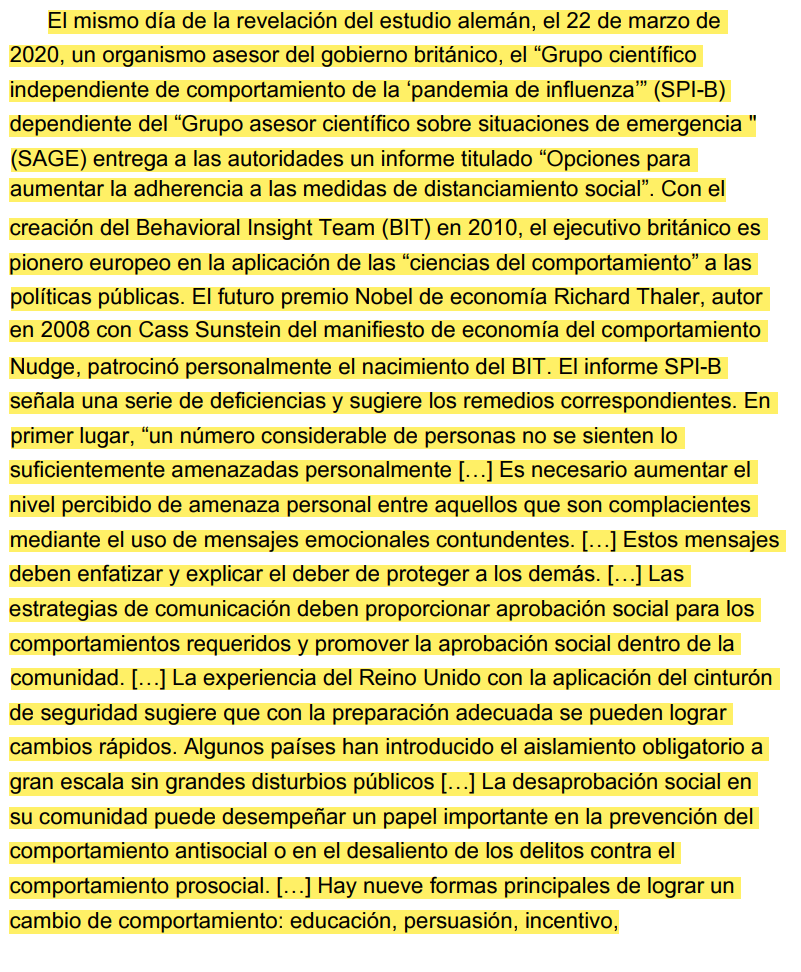 El mismo día de la revelación del estudio alemán, el 22 de marzo de
2020, un organismo asesor del gobierno británico, el “Grupo científico
independiente de comportamiento de la ‘pandemia de influenza’” (SPI-B)
dependiente del “Grupo asesor científico sobre situaciones de emergencia "
(SAGE) entrega a las autoridades un informe titulado “Opciones para
aumentar la adherencia a las medidas de distanciamiento social”. Con el
creación del Behavioral Insight Team (BIT) en 2010, el ejecutivo británico es
pionero europeo en la aplicación de las “ciencias del comportamiento” a las
políticas públicas. El futuro premio Nobel de economía Richard Thaler, autor
en 2008 con Cass Sunstein del manifiesto de economía del comportamiento
Nudge, patrocinó personalmente el nacimiento del BIT. El informe SPI-B
señala una serie de deficiencias y sugiere los remedios correspondientes. En
primer lugar, “un número considerable de personas no se sienten lo
suficientemente amenazadas personalmente […] Es necesario aumentar el
nivel percibido de amenaza personal entre aquellos que son complacientes
mediante el uso de mensajes emocionales contundentes. […] Estos mensajes
deben enfatizar y explicar el deber de proteger a los demás. […] Las
estrategias de comunicación deben proporcionar aprobación social para los
comportamientos requeridos y promover la aprobación social dentro de la
comunidad. […] La experiencia del Reino Unido con la aplicación del cinturón
de seguridad sugiere que con la preparación adecuada se pueden lograr
cambios rápidos. Algunos países han introducido el aislamiento obligatorio a
gran escala sin grandes disturbios públicos […] La desaprobación social en
su comunidad puede desempeñar un papel importante en la prevención del
comportamiento antisocial o en el desaliento de los delitos contra el
comportamiento prosocial. […] Hay nueve formas principales de lograr un
cambio de comportamiento: educación, persuasión, incentivo,